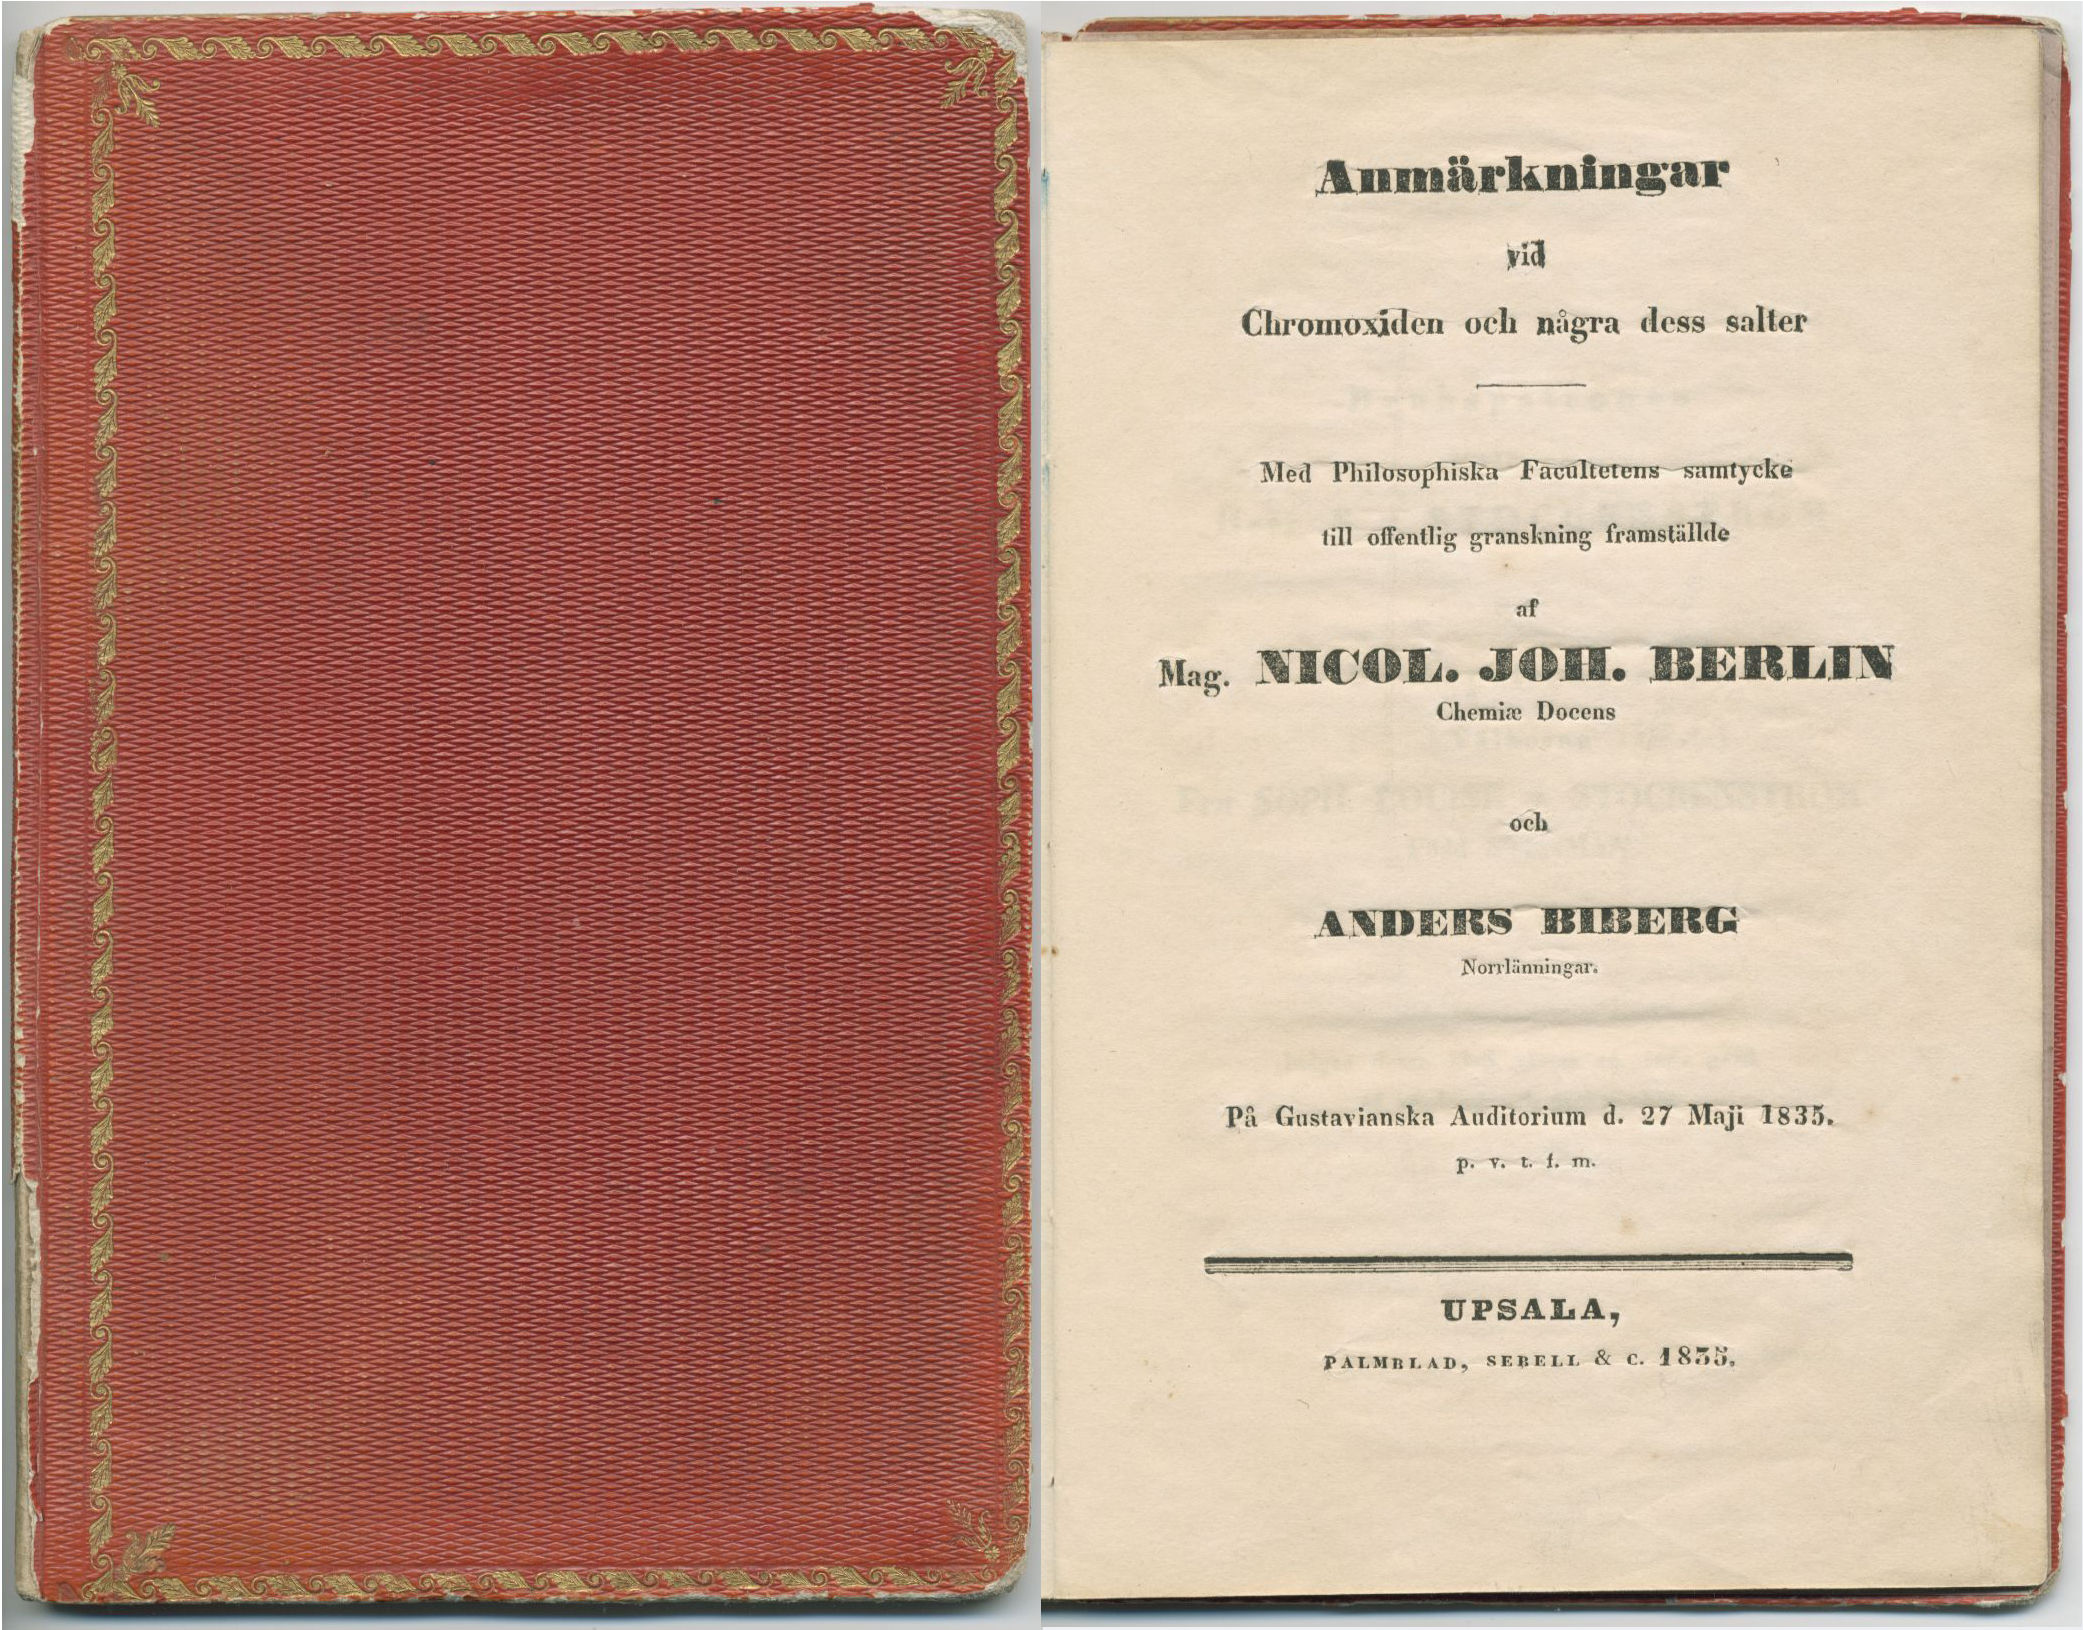 Anmärkningar
vid
Chromoxiden och några dess salter
Med Philosophiska Facultetens samtycke
till offentlig granskning framställde
af
Mag. NICOL. JOH. BERLIN
Chemiæ Docens
och
ANDERS BIBERG
Norrlänningar.
På Gustavianska Auditorium d. 27 Maji 1835.
p. v. t. f. m.
UPSALA,
PALMBLAD, SEBELL & C. 1835.